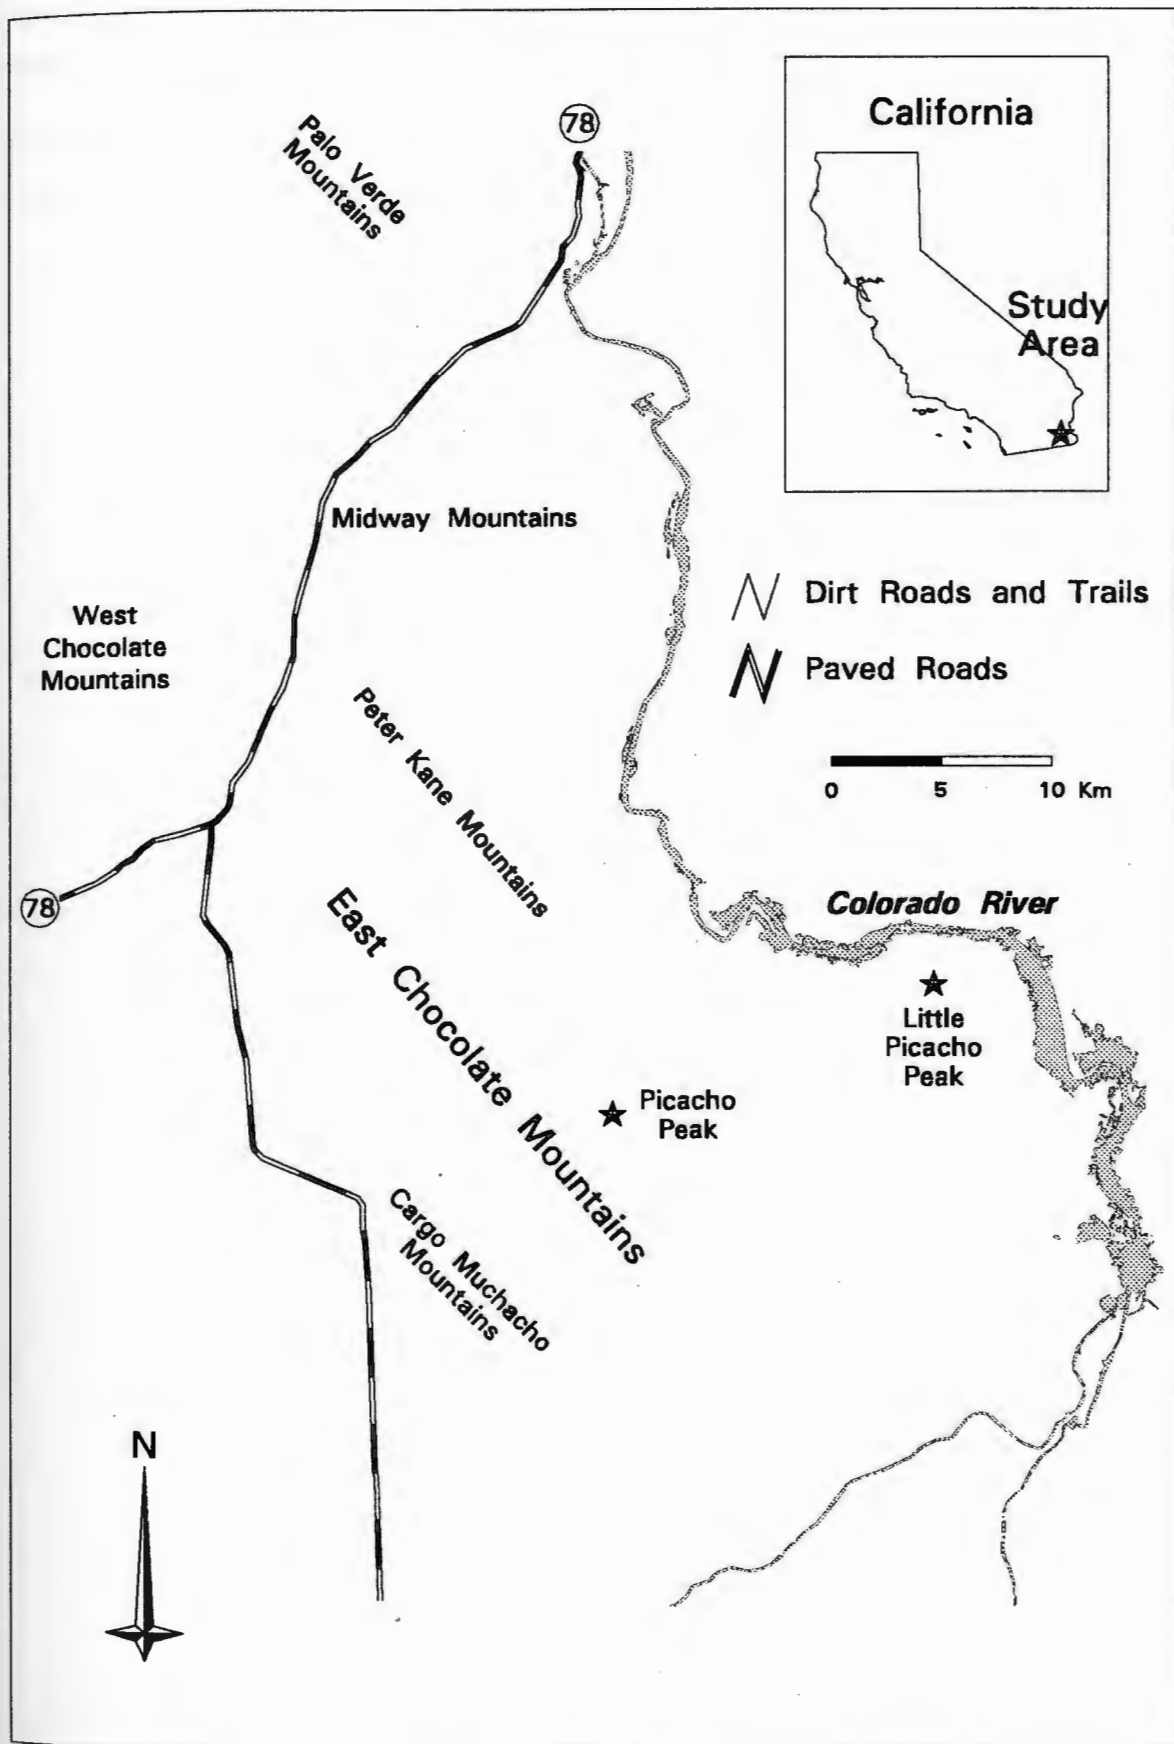 California
78
Palo Verde
Mountains
Study
Area
Midway Mountains
Dirt Roads and Trails
West
Chocolate
Mountains
Paved Roads
Peter Kane Mountains
0 5 10 Km
78
Colorado River
East Chocolate Mountains
Little
Picacho
Peak
Picacho
Peak
Cargo Muchacho
Mountains
N